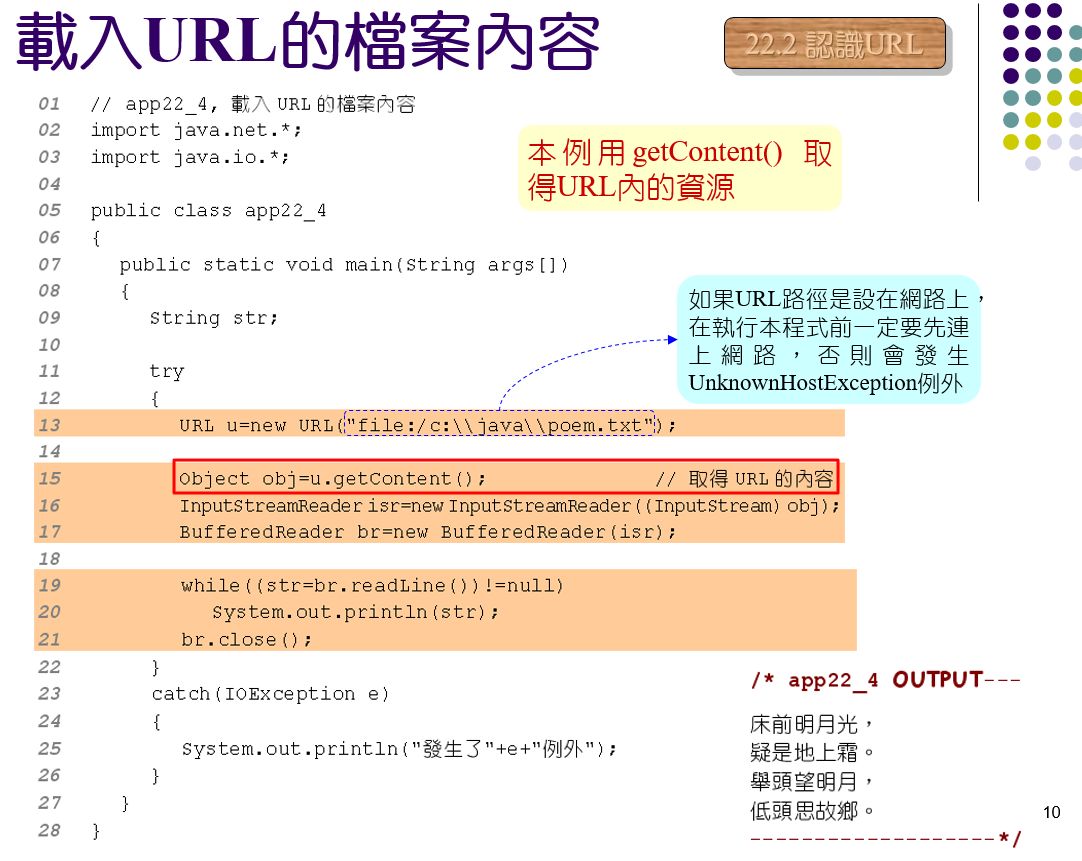 載入URL的檔案內容
22.2 認識URL
01 // app22_4, 載入 URL 的檔案內容
02 import java.net.*;
03 import java.io.*;
04
05 public class app22_4
06 {
07 public static void main(String args[])
08 {
09 String str;
10
11 try
12 {
13 URL u=new URL("file:/c:\\java\\poem.txt");
14
15 Object obj=u.getContent(); // 取得 URL 的內容
16 InputStreamReader isr=new InputStreamReader((InputStream) obj);
17 BufferedReader br=new BufferedReader(isr);
18
19 while((str=br.readLine())!=null)
20 System.out.println(str);
21 br.close();
22 }
23 catch(IOException e)
24 {
25 System.out.println("發生了"+e+"例外");
26 }
27 }
28 }
本例用getContent() 取
得URL內的資源
如果URL路徑是設在網路上，
在執行本程式前一定要先連
上網路，否則會發生
UnknownHostException例外
/* app22_4 OUTPUT---
床前明月光，
疑是地上霜。
舉頭望明月，
低頭思故鄉。
-------------------*/
10